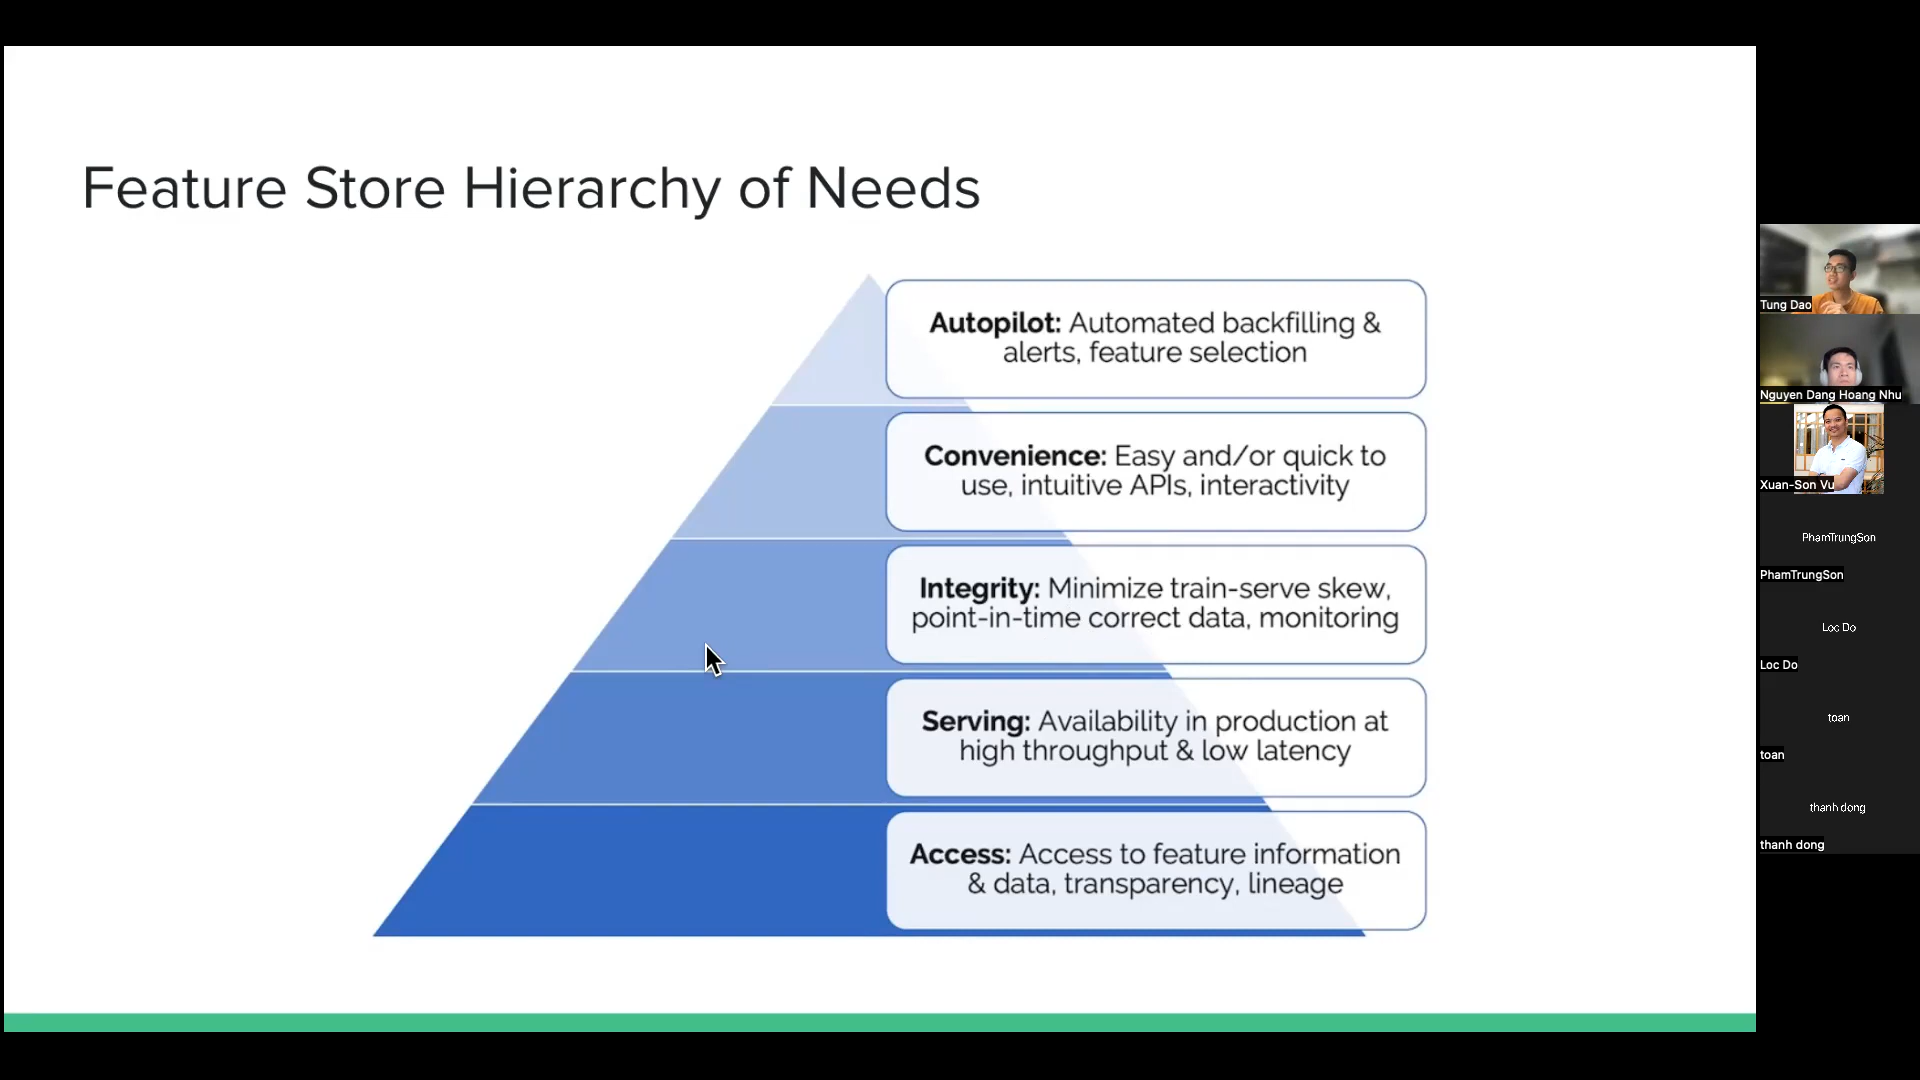 Feature Store Hierarchy of Needs
Autopilot: Automated backfilling &
alerts, feature selection
Convenience: Easy and/or quick to
use, intuitive APIs, interactivity
Integrity: Minimize train-serve skew,
point-in-time correct data, monitoring
Serving: Availability in production at
high throughput & low latency
Access: Access to feature information
& data, transparency, lineage
Tung Dao
Nguyen Dang Hoang Nhu
Xuan-Son Vu
PhamTrungSon
PhamTrungSon
Loc Do
Loc Do
toan
toan
thanh dong
thanh dong